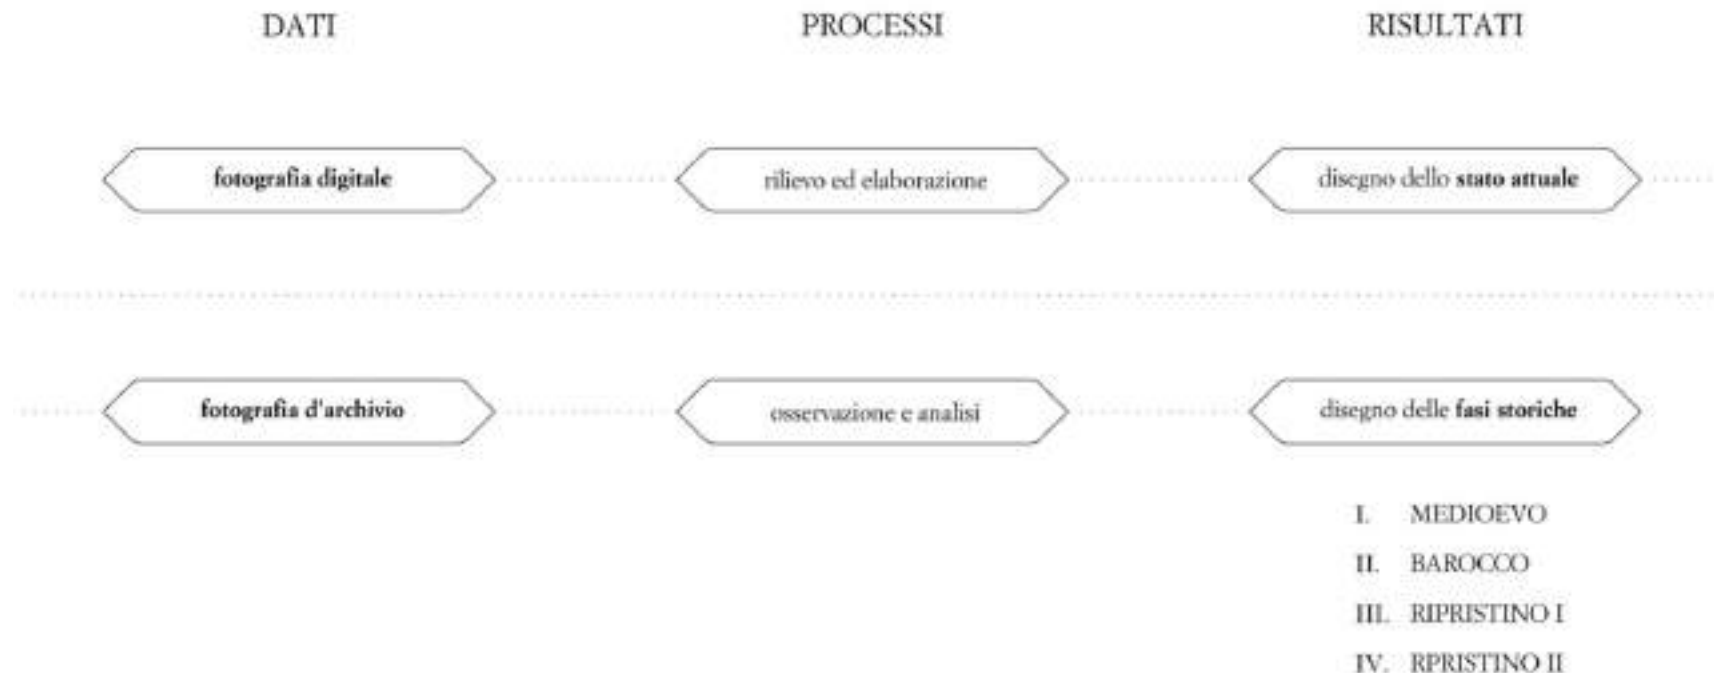 DATI PROCESSI RISULTATI
fotografia digitale rilievo ed elaborazione disegno dello stato attuale
fotografia d'archivio osservazione e analisi disegno delle fasi storiche
I. MEDIOEVO
II. BAROCCO
III. RIPRISTINO I
IV. RPRISTINO II